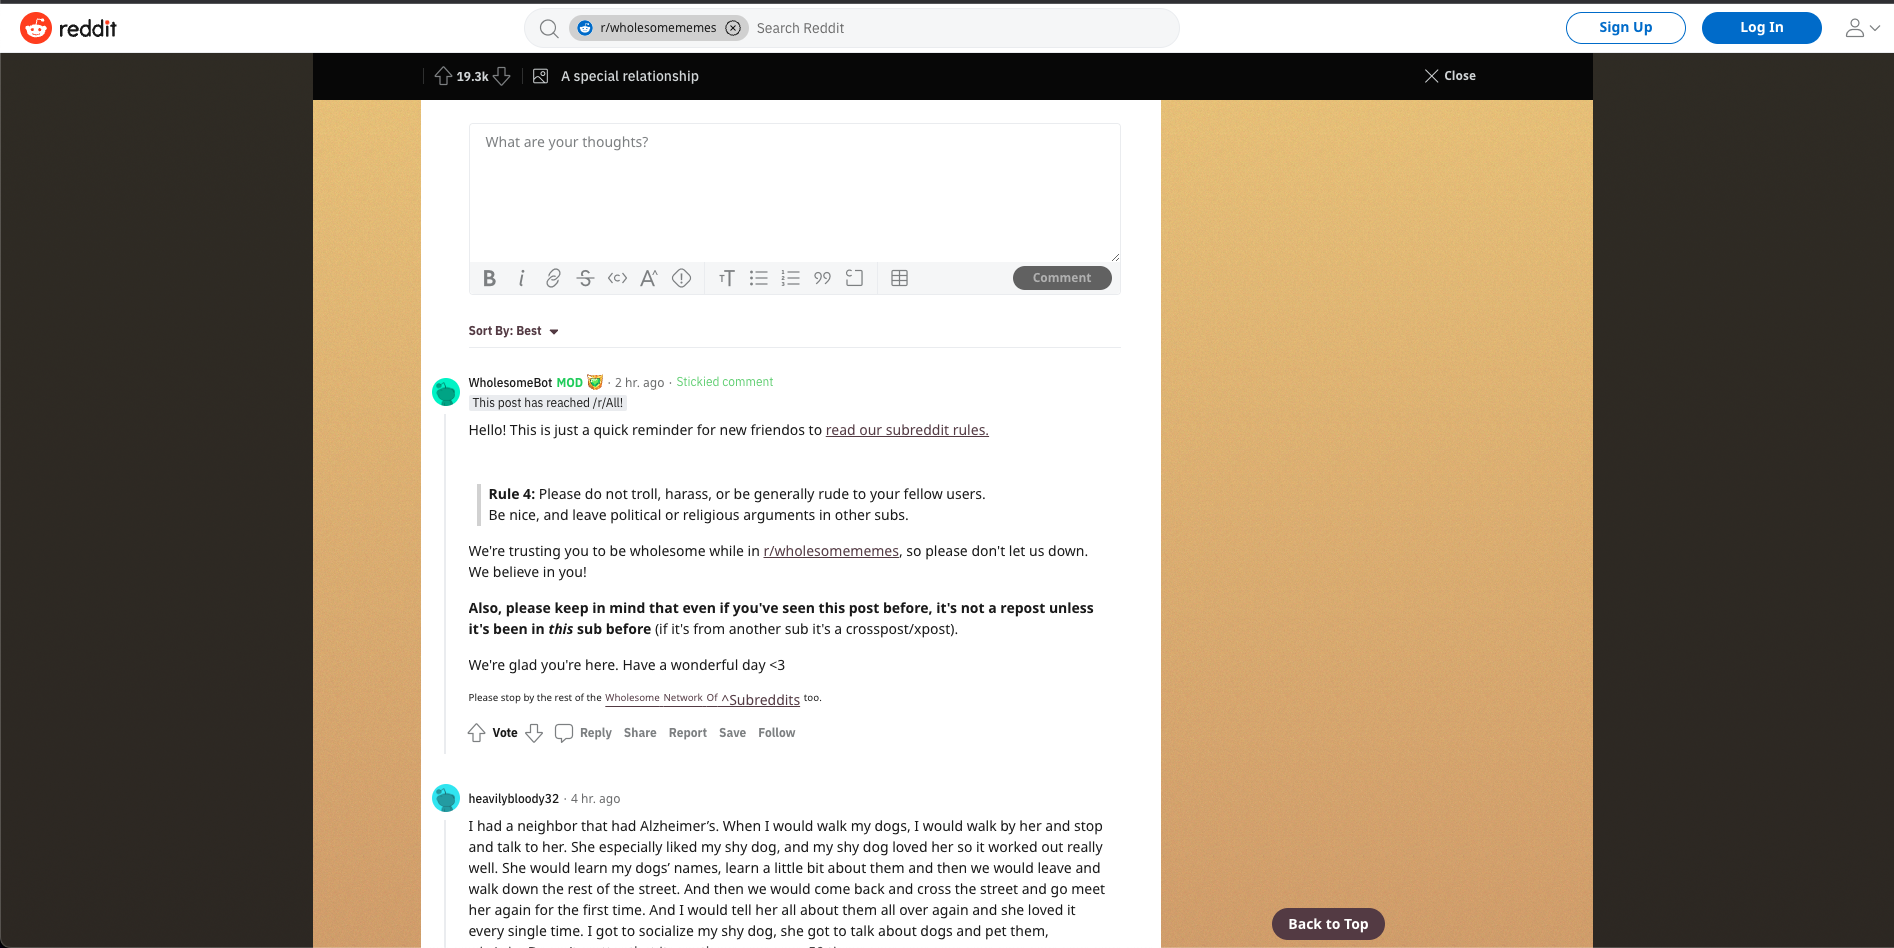 reddit
r/wholesomememes
Search Reddit
Sign Up
Log In
19.3k
A special relationship
Close
What are your thoughts?
Comment
Sort By: Best
WholesomeBot MOD · 2 hr. ago · Stickied comment
This post has reached /r/All!
Hello! This is just a quick reminder for new friendos to read our subreddit rules.
Rule 4: Please do not troll, harass, or be generally rude to your fellow users.
Be nice, and leave political or religious arguments in other subs.
We're trusting you to be wholesome while in r/wholesomememes, so please don't let us down.
We believe in you!
Also, please keep in mind that even if you've seen this post before, it's not a repost unless
it's been in this sub before (if it's from another sub it's a crosspost/xpost).
We're glad you're here. Have a wonderful day <3
Please stop by the rest of the Wholesome Network Of ^Subreddits too.
Vote
Reply
Share
Report
Save
Follow
heavilybloody32 · 4 hr. ago
I had a neighbor that had Alzheimer’s. When I would walk my dogs, I would walk by her and stop
and talk to her. She especially liked my shy dog, and my shy dog loved her so it worked out really
well. She would learn my dogs’ names, learn a little bit about them and then we would leave and
walk down the rest of the street. And then we would come back and cross the street and go meet
her again for the first time. And I would tell her all about them all over again and she loved it
every single time. I got to socialize my shy dog, she got to talk about dogs and pet them,
Back to Top